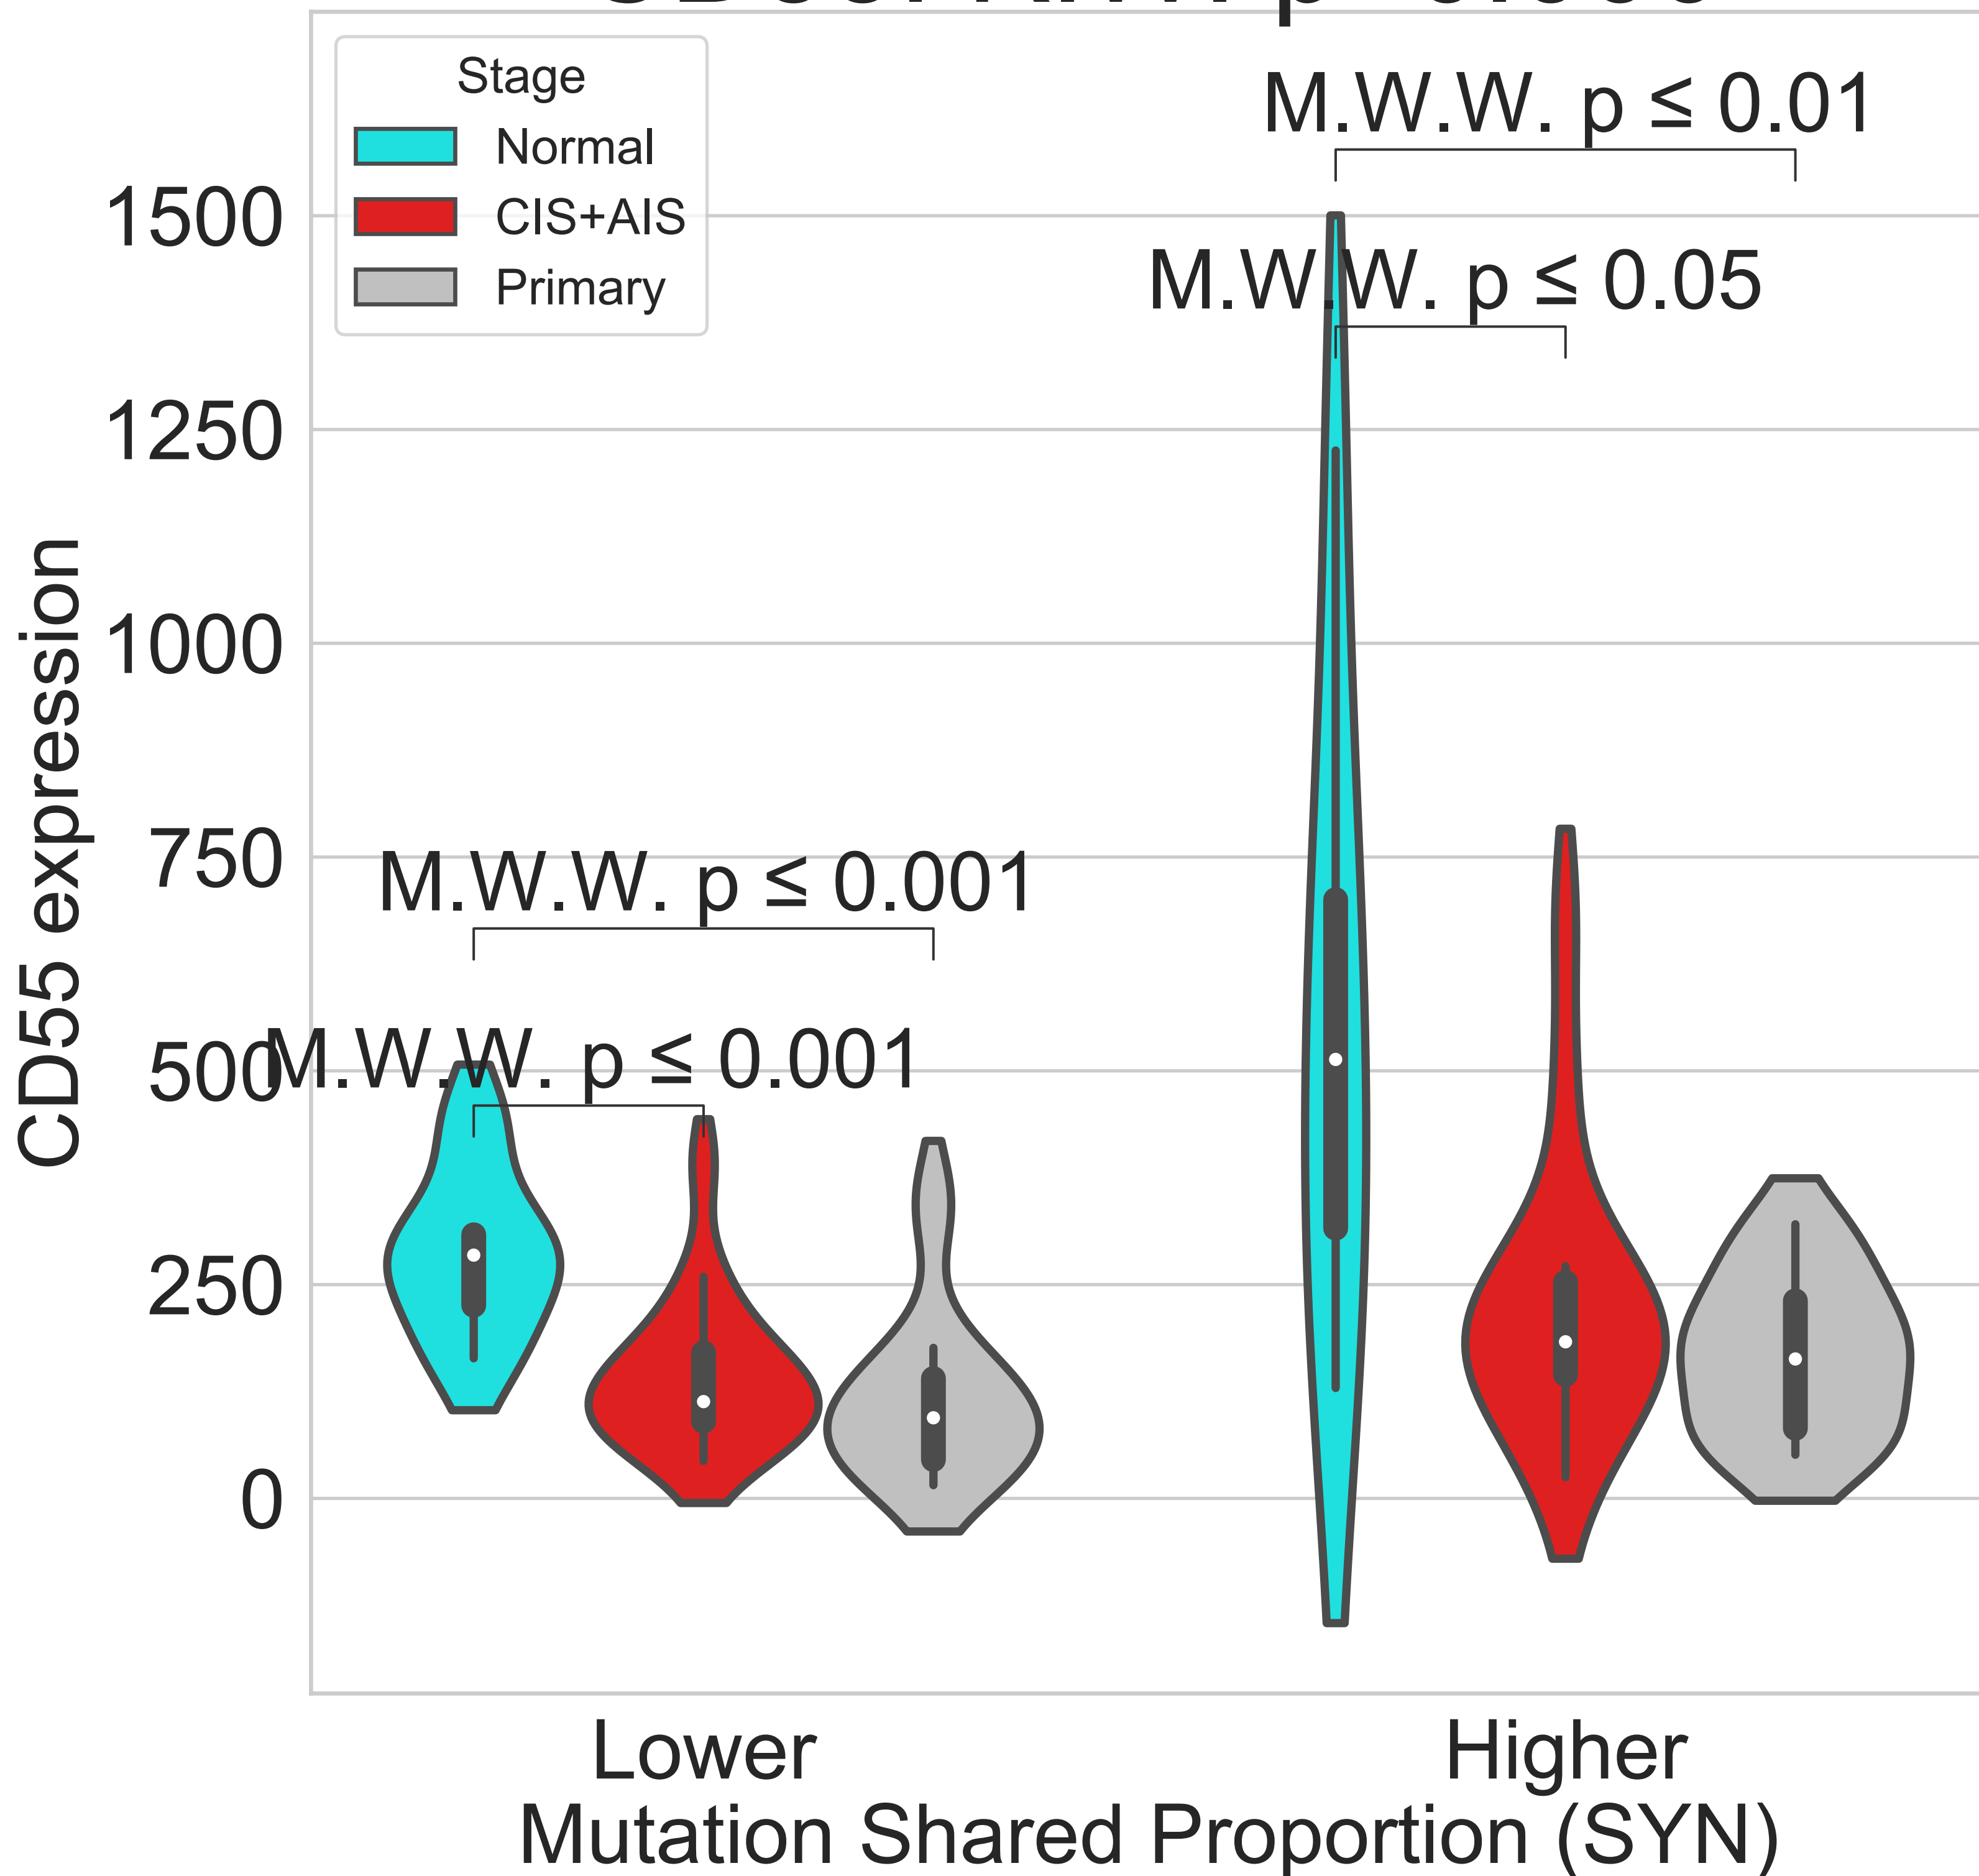 Stage
Normal
CIS+AIS
Primary
M.W.W. p ≤ 0.01
M.W.W. p ≤ 0.05
M.W.W. p ≤ 0.001
M.W.W. p ≤ 0.001
1500
1250
1000
750
500
250
0
CD55 expression
Lower
Higher
Mutation Shared Proportion (SYN)